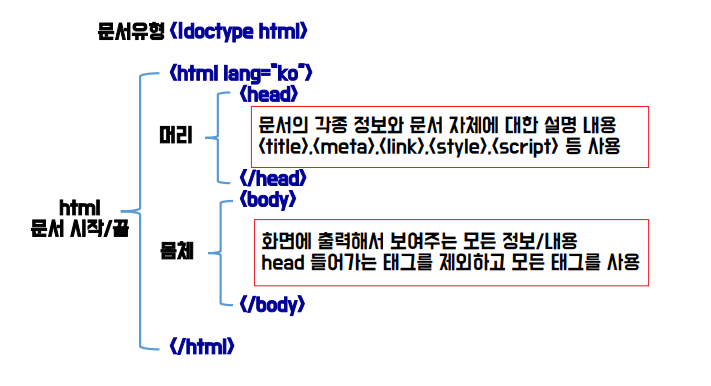 문서유형 <!doctype html>
<html lang="ko">
<head>
머리
문서의 각종 정보와 문서 자체에 대한 설명 내용
<title>,<meta>,<link>,<style>,<script> 등 사용
</head>
<body>
html
문서 시작/끝
몸체
화면에 출력해서 보여주는 모든 정보/내용
head 들어가는 태그를 제외하고 모든 태그를 사용
</body>
</html>